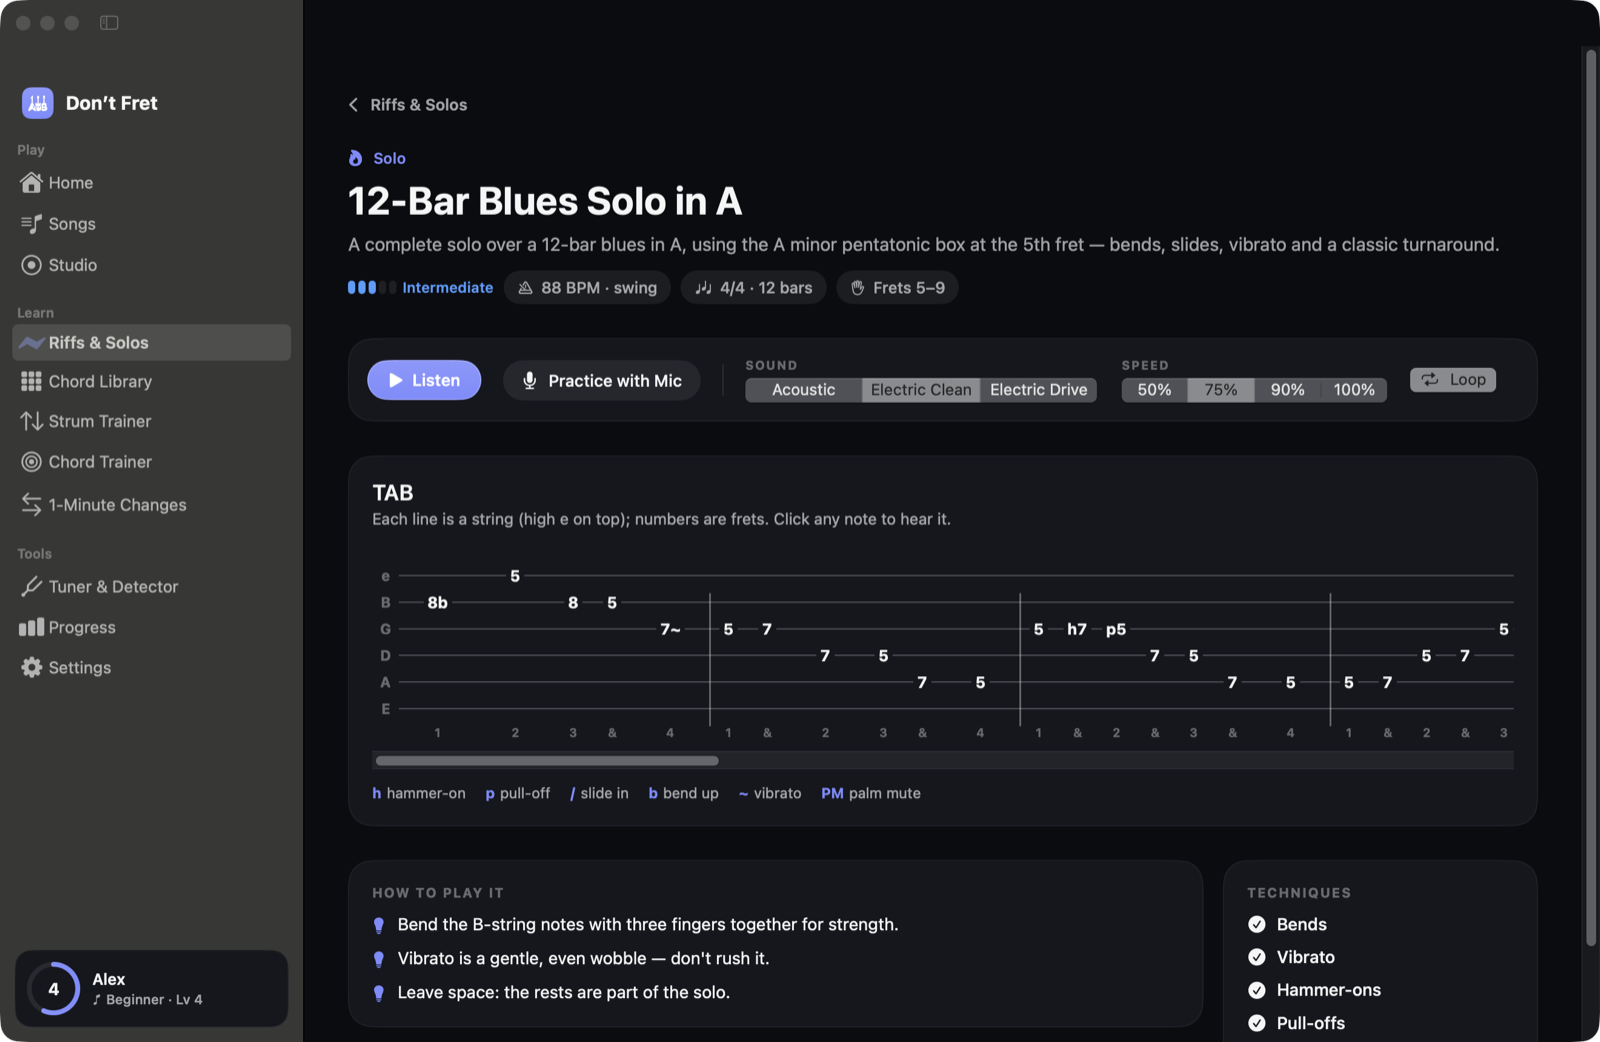 Don't Fret
Play
Home
Songs
Studio
Learn
Riffs & Solos
Chord Library
Strum Trainer
Chord Trainer
1-Minute Changes
Tools
Tuner & Detector
Progress
Settings
4
Alex
Beginner · Lv 4
Riffs & Solos
Solo
12-Bar Blues Solo in A
A complete solo over a 12-bar blues in A, using the A minor pentatonic box at the 5th fret — bends, slides, vibrato and a classic turnaround.
Intermediate 88 BPM · swing 4/4 · 12 bars Frets 5–9
Listen Practice with Mic
SOUND
Acoustic Electric Clean Electric Drive
SPEED
50% 75% 90% 100%
Loop
TAB
Each line is a string (high e on top); numbers are frets. Click any note to hear it.
e 5
B 8b 8 5
G 7~ 5 7 5 h7 p5 5
D 7 5 7 5 5 7
A 7 5 7 5 5 7
E
1 2 3 & 4 1 & 2 3 & 4 1 & 2 & 3 & 4 1 & 2 & 3
h hammer-on p pull-off / slide in b bend up ~ vibrato PM palm mute
HOW TO PLAY IT
Bend the B-string notes with three fingers together for strength.
Vibrato is a gentle, even wobble — don't rush it.
Leave space: the rests are part of the solo.
TECHNIQUES
Bends
Vibrato
Hammer-ons
Pull-offs